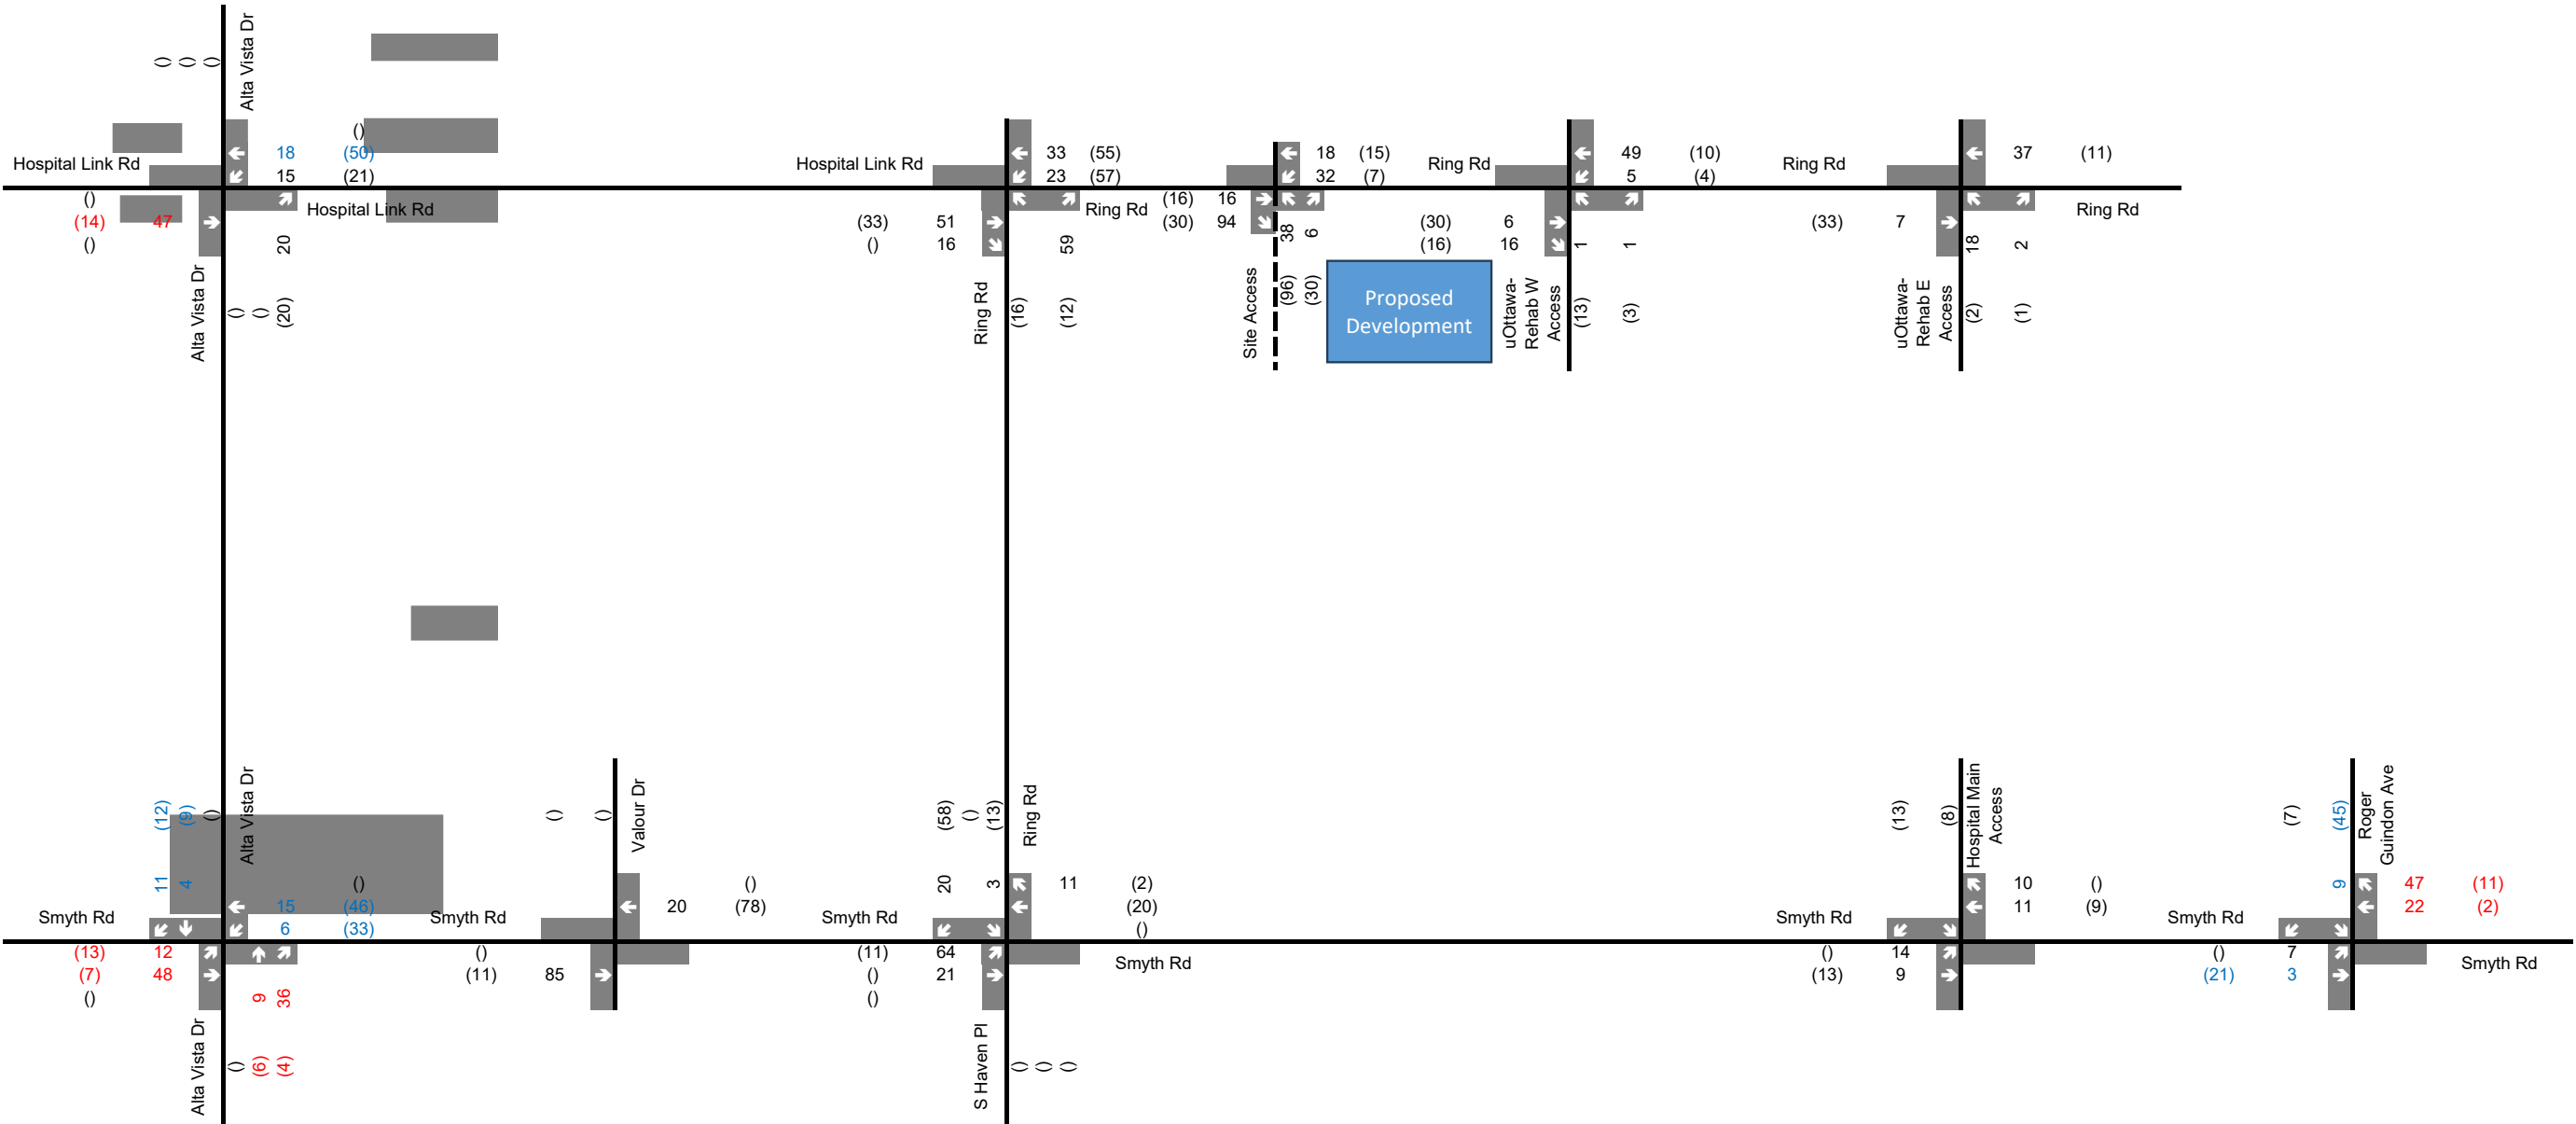 Alta Vista Dr
() () ()
()
18 (50)
15 (21)
Hospital Link Rd
()
(14) 47
()
Hospital Link Rd
20
Alta Vista Dr
() () (20)
Hospital Link Rd
33 (55)
23 (57)
(33) 51
() 16
Ring Rd
59
Ring Rd
(16) (12)
18 (15)
32 (7)
(16) 16
(30) 94
38 6
(96) (30)
Site Access
Proposed
Development
Ring Rd
49 (10)
5 (4)
(30) 6
(16) 16
1 1
(13) (3)
uOttawa-
Rehab W
Access
Ring Rd
37 (11)
Ring Rd
(33) 7
18 2
(2) (1)
uOttawa-
Rehab E
Access
Alta Vista Dr
(12) (9) ()
11 4
()
15 (46)
6 (33)
Smyth Rd
(13) 12
(7) 48
()
9 36
() (6) (4)
Alta Vista Dr
Valour Dr
() ()
()
20 (78)
Smyth Rd
()
(11) 85
Ring Rd
(58) () (13)
20 3
11 (2)
(20)
()
Smyth Rd
(11) 64
() 21
()
Smyth Rd
S Haven Pl
() () ()
Hospital Main
Access
(13) (8)
10 ()
11 (9)
Smyth Rd
() 14
(13) 9
Roger
Guindon Ave
(7) (45)
9
47 (11)
22 (2)
Smyth Rd
() 7
(21) 3
Smyth Rd